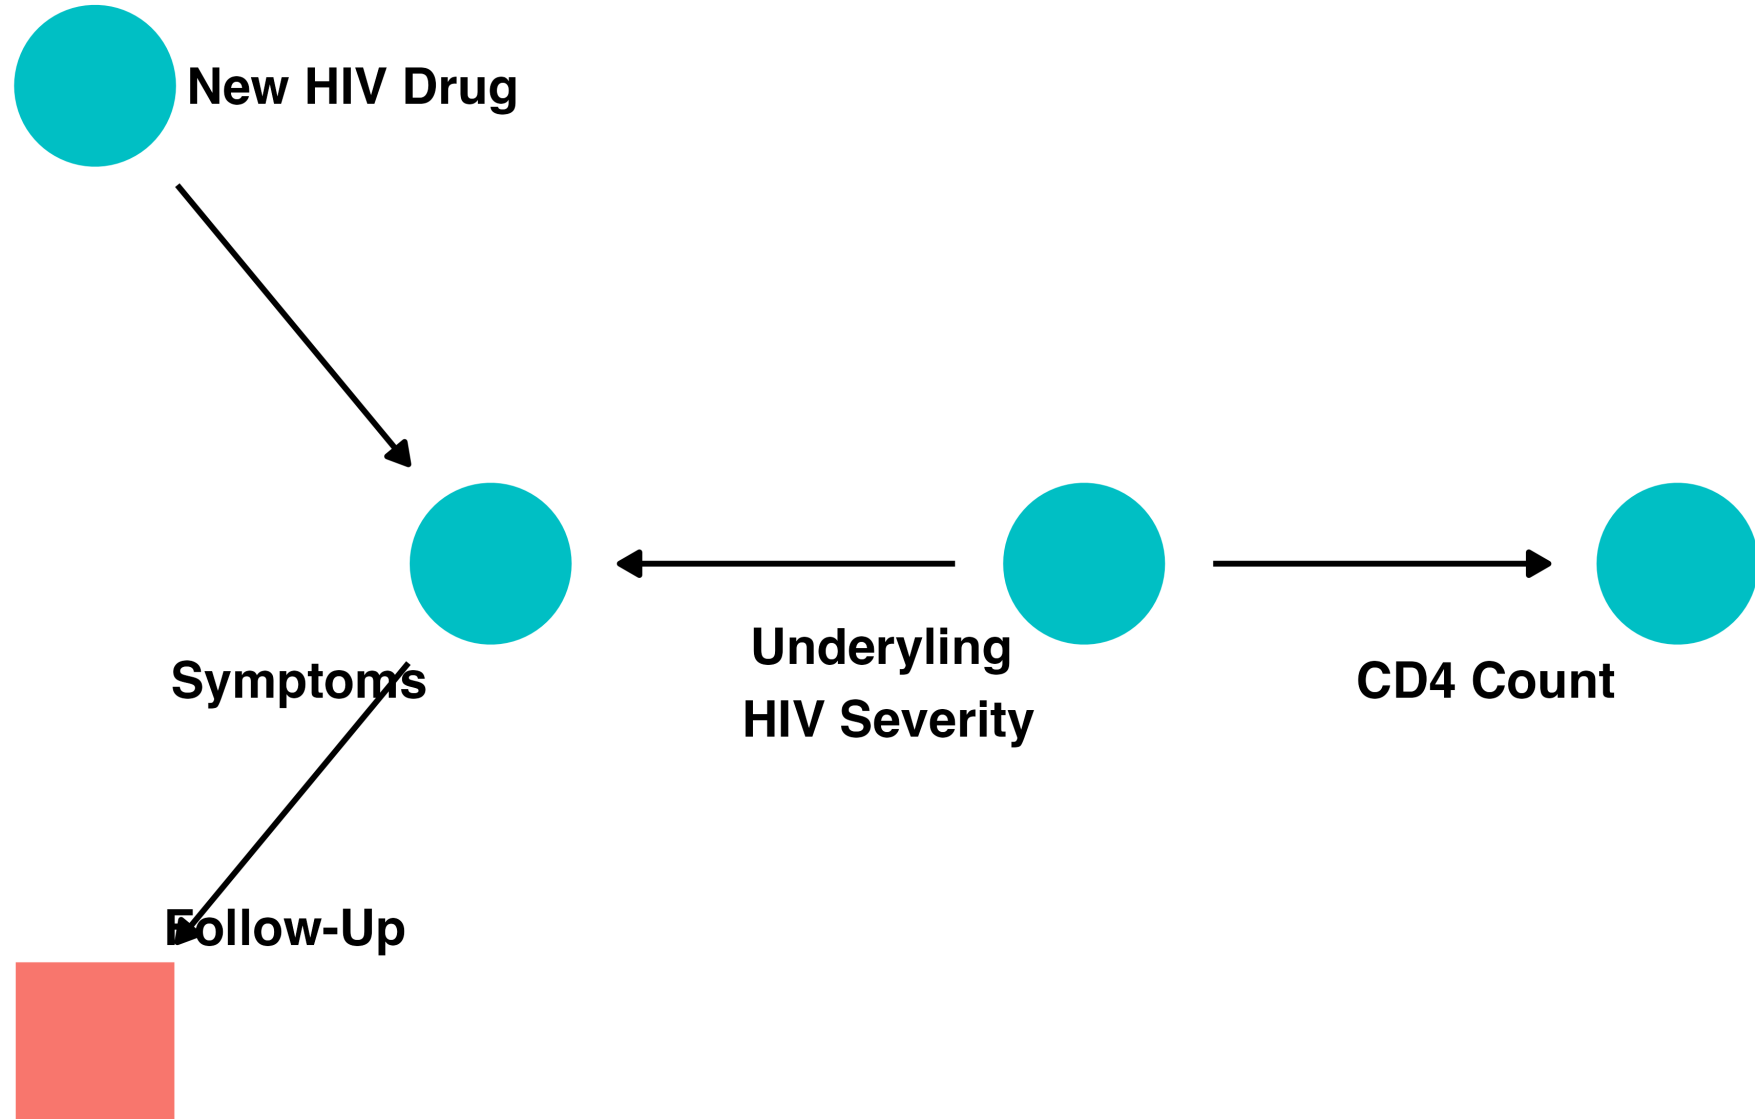 New HIV Drug
Symptoms
Underyling
HIV Severity
CD4 Count
Follow-Up